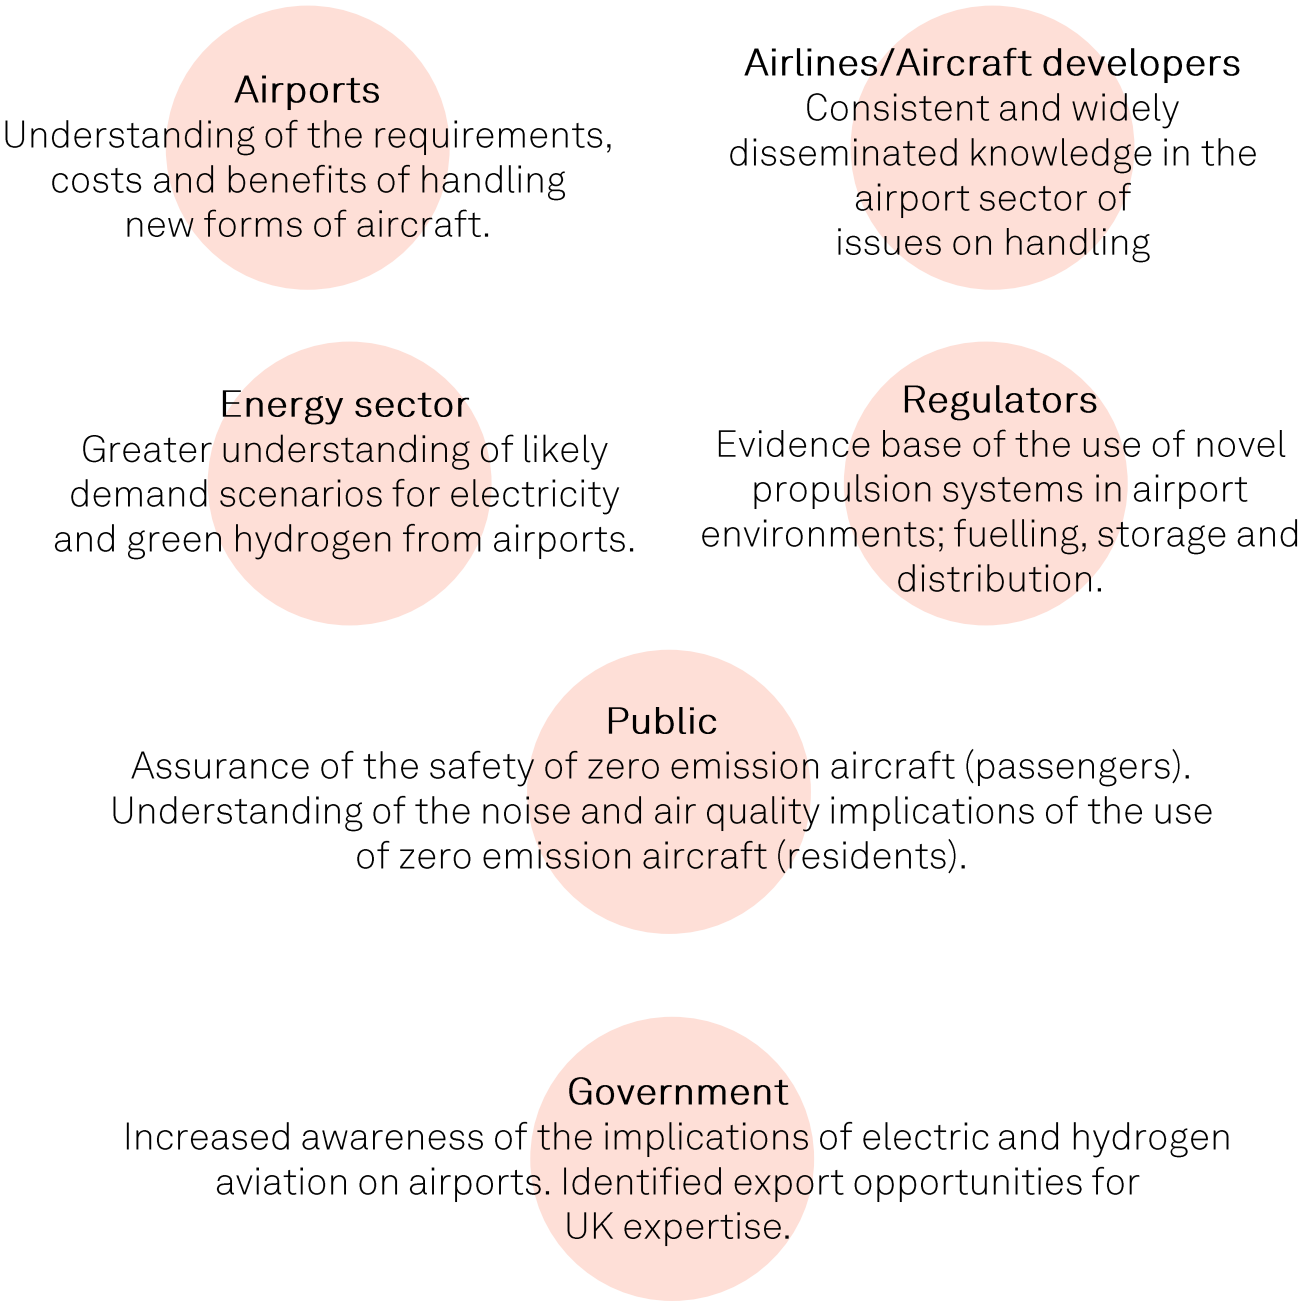 Airports
Understanding of the requirements,
costs and benefits of handling
new forms of aircraft.
Airlines/Aircraft developers
Consistent and widely
disseminated knowledge in the
airport sector of
issues on handling
Energy sector
Greater understanding of likely
demand scenarios for electricity
and green hydrogen from airports.
Regulators
Evidence base of the use of novel
propulsion systems in airport
environments; fuelling, storage and
distribution.
Public
Assurance of the safety of zero emission aircraft (passengers).
Understanding of the noise and air quality implications of the use
of zero emission aircraft (residents).
Government
Increased awareness of the implications of electric and hydrogen
aviation on airports. Identified export opportunities for
UK expertise.